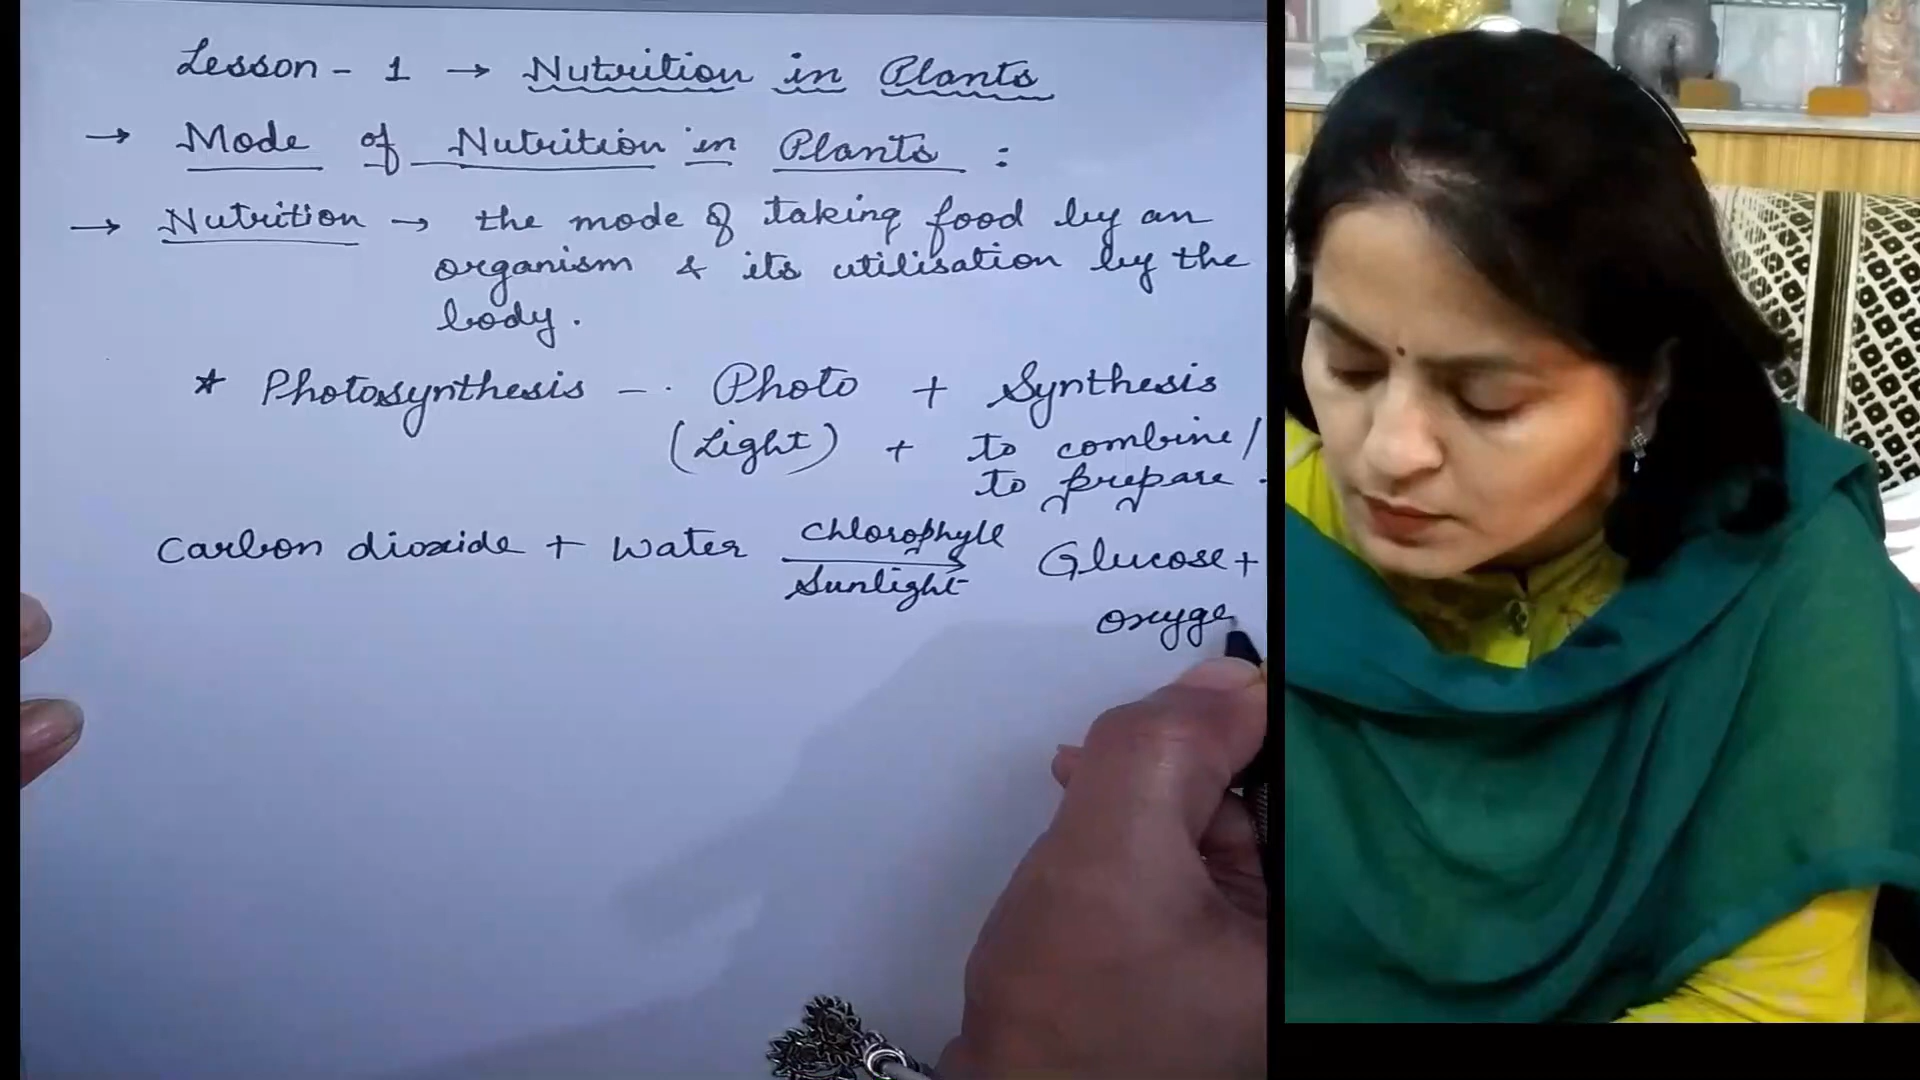 Lesson - 1 → Nutrition in Plants
→ Mode of Nutrition in Plants :
→ Nutrition → the mode of taking food by an
organism & its utilisation by the
body.
* Photosynthesis - . Photo + Synthesis
(Light) + to combine/
to prepare .
Carbon dioxide + Water Chlorophyll
Sunlight → Glucose +
oxyge